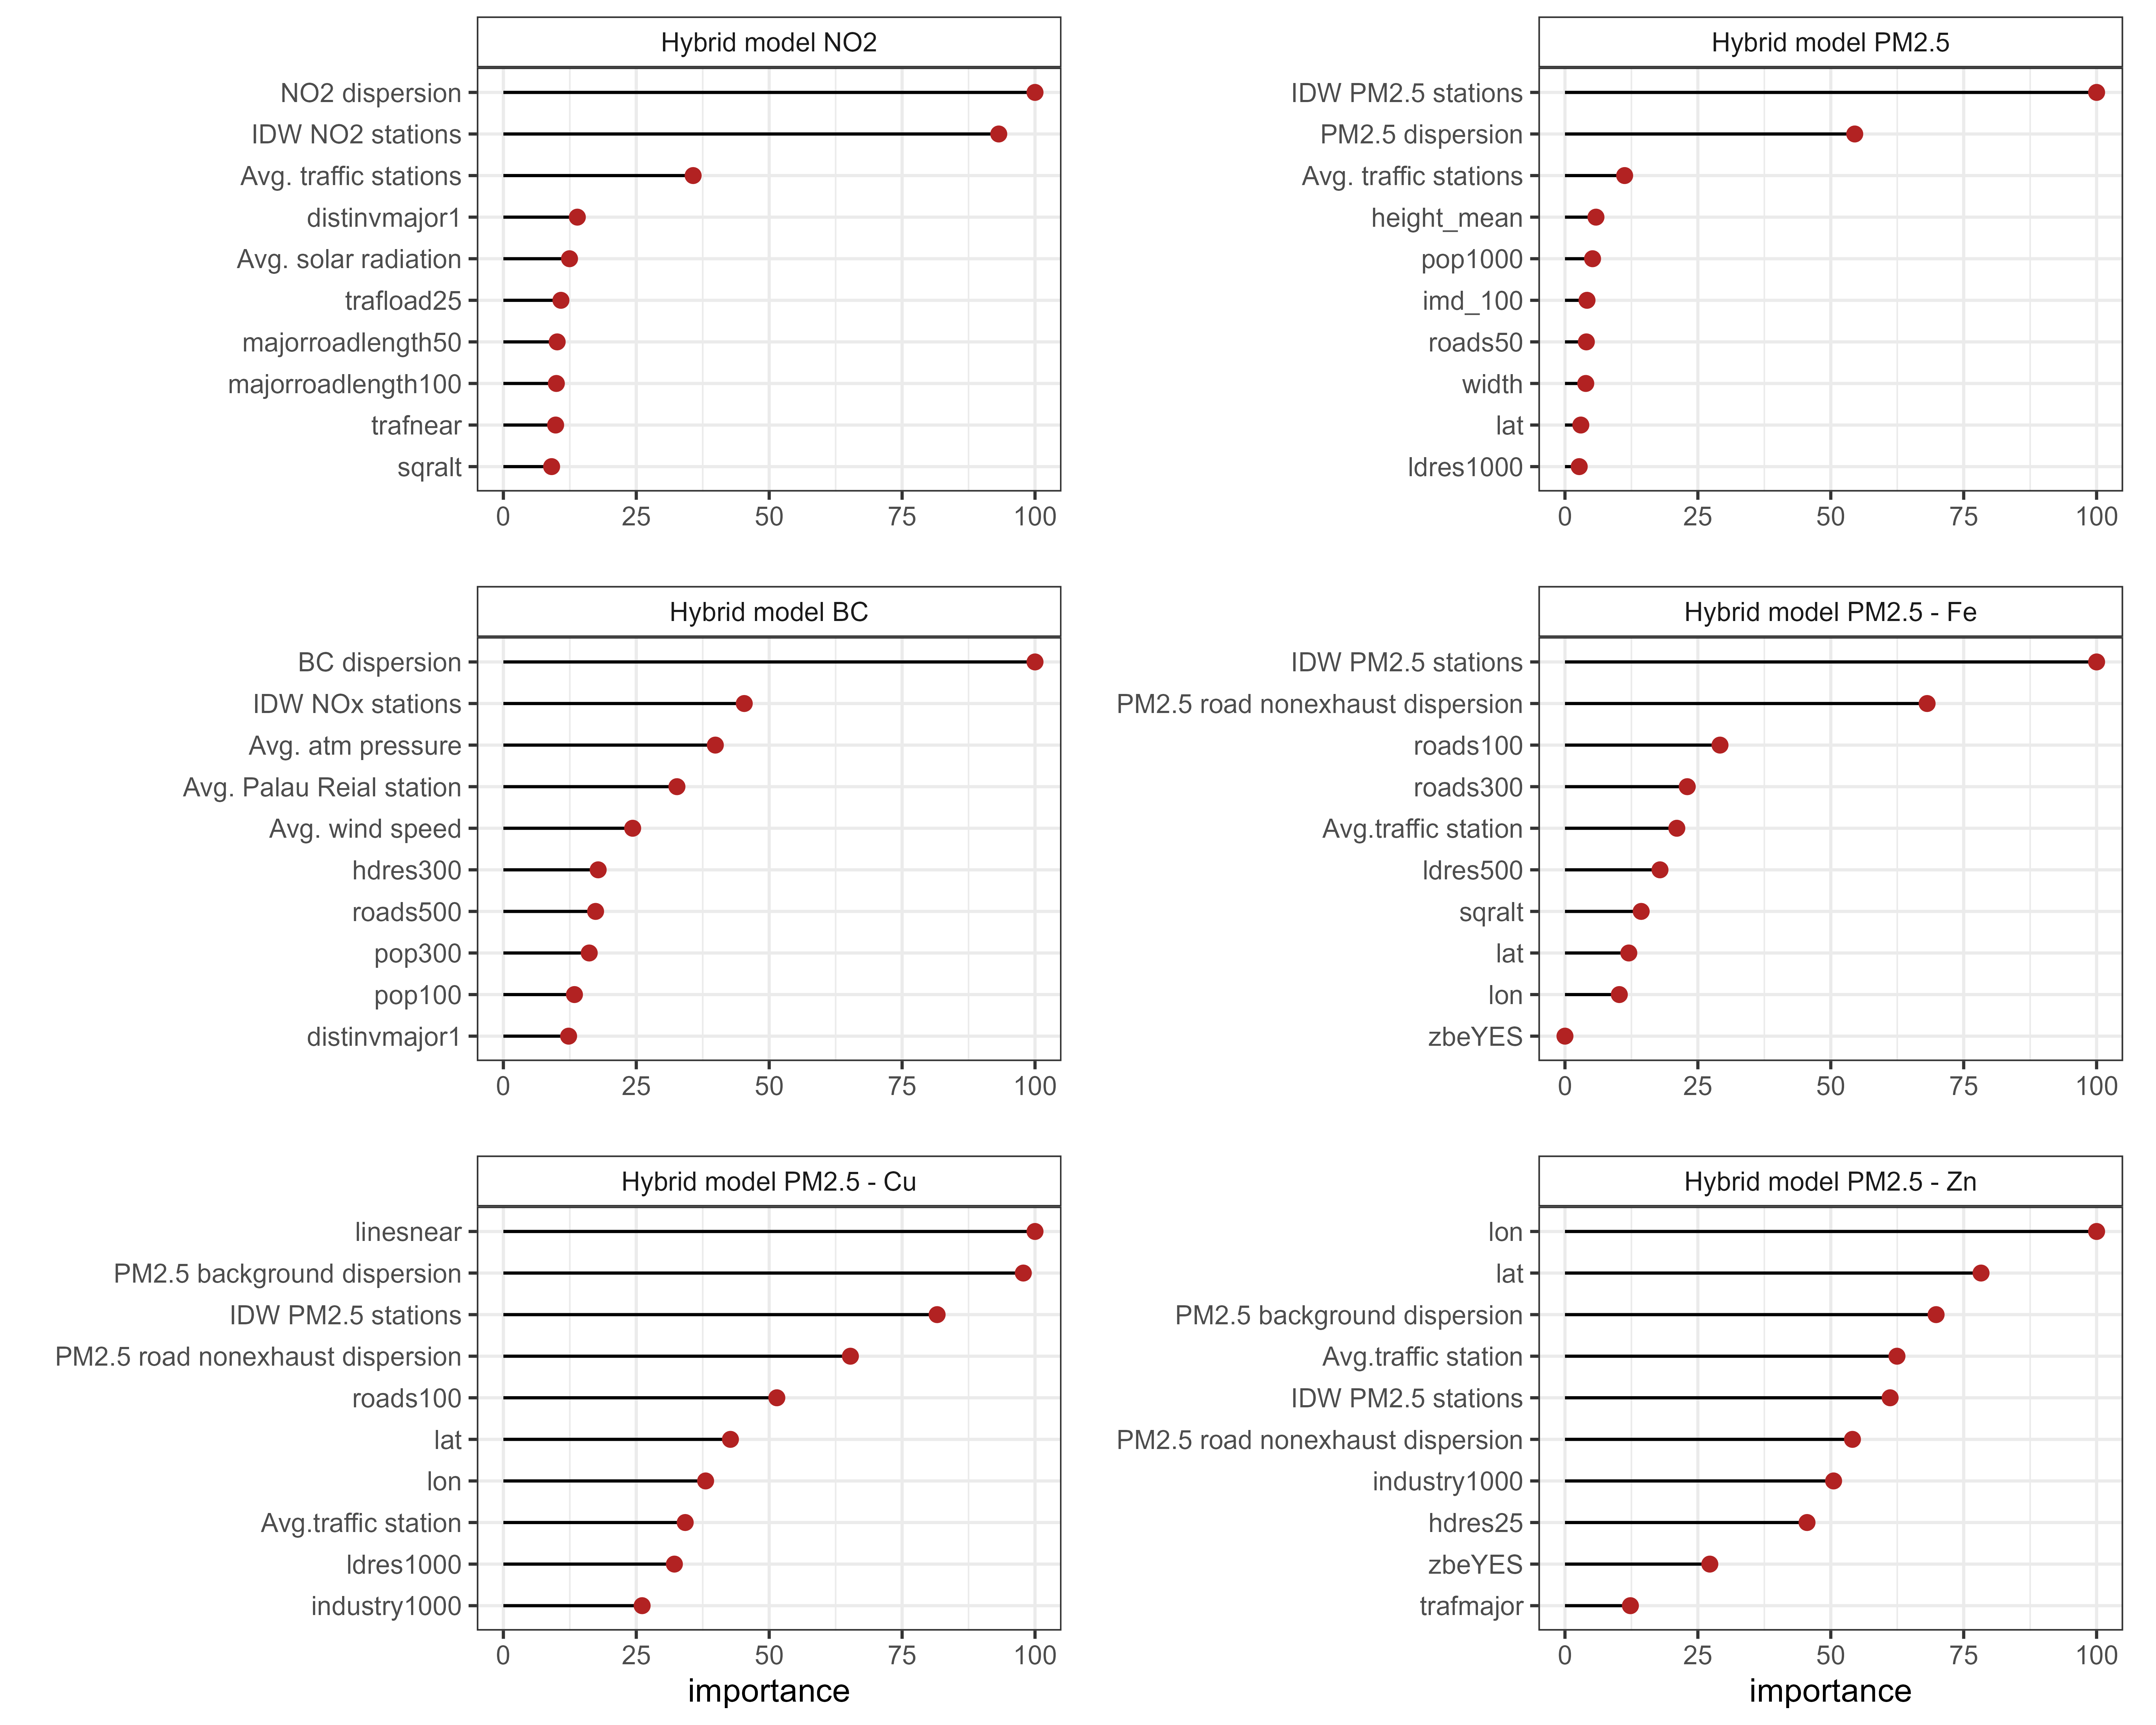 Hybrid model NO2
NO2 dispersion
IDW NO2 stations
Avg. traffic stations
distinvmajor1
Avg. solar radiation
trafload25
majorroadlength50
majorroadlength100
trafnear
sqralt
0 25 50 75 100
Hybrid model PM2.5
IDW PM2.5 stations
PM2.5 dispersion
Avg. traffic stations
height_mean
pop1000
imd_100
roads50
width
lat
ldres1000
0 25 50 75 100
Hybrid model BC
BC dispersion
IDW NOx stations
Avg. atm pressure
Avg. Palau Reial station
Avg. wind speed
hdres300
roads500
pop300
pop100
distinvmajor1
0 25 50 75 100
Hybrid model PM2.5 - Fe
IDW PM2.5 stations
PM2.5 road nonexhaust dispersion
roads100
roads300
Avg.traffic station
ldres500
sqralt
lat
lon
zbeYES
0 25 50 75 100
Hybrid model PM2.5 - Cu
linesnear
PM2.5 background dispersion
IDW PM2.5 stations
PM2.5 road nonexhaust dispersion
roads100
lat
lon
Avg.traffic station
ldres1000
industry1000
0 25 50 75 100
importance
Hybrid model PM2.5 - Zn
lon
lat
PM2.5 background dispersion
Avg.traffic station
IDW PM2.5 stations
PM2.5 road nonexhaust dispersion
industry1000
hdres25
zbeYES
trafmajor
0 25 50 75 100
importance